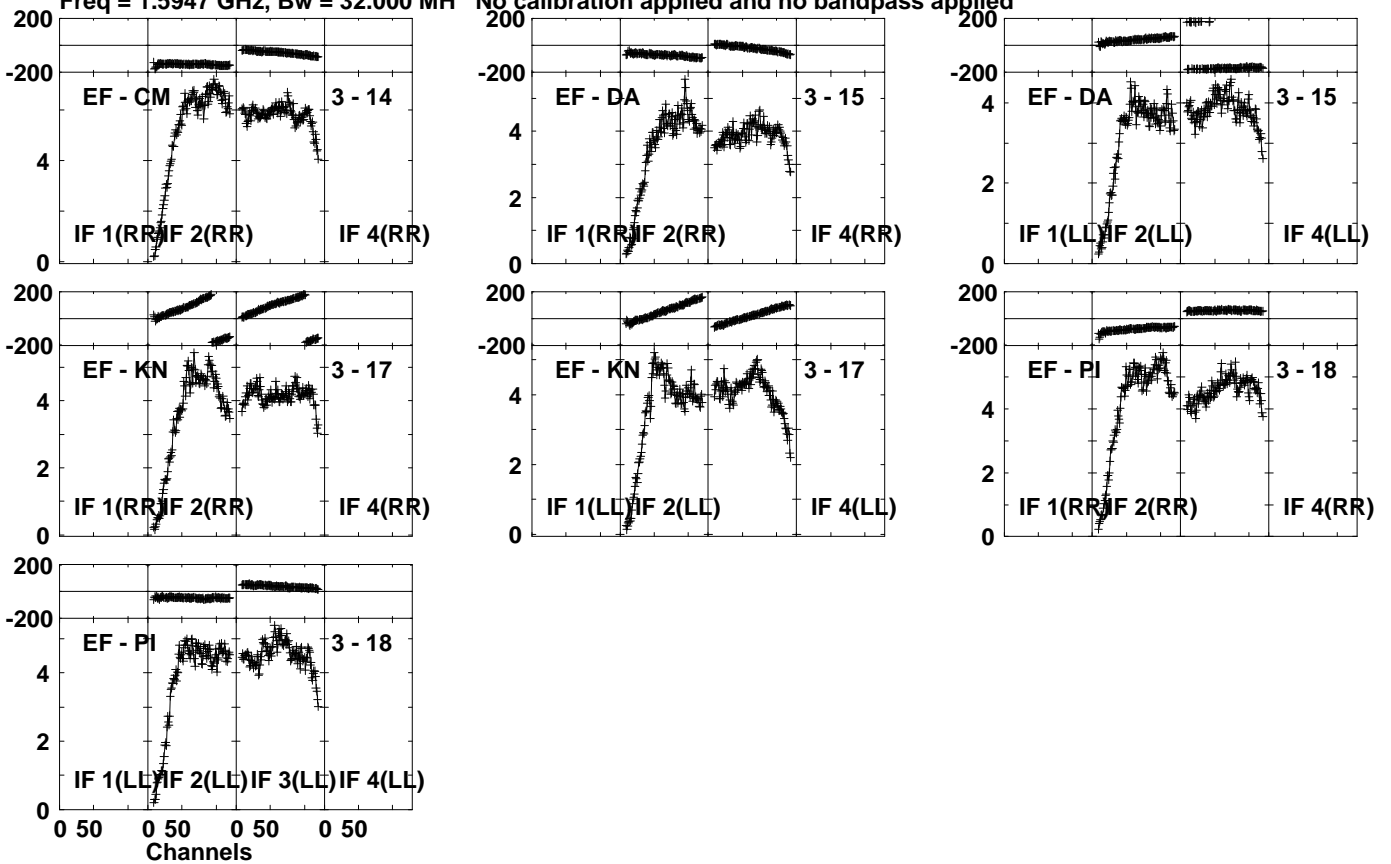 Freq = 1.5947 GHz, Bw = 32.000 MH No calibration applied and no bandpass applied
200
-200
EF - CM 3 - 14
4
0
IF 1(RR) IF 2(RR) IF 4(RR)
200
-200
EF - DA 3 - 15
4
2
0
IF 1(RR) IF 2(RR) IF 4(RR)
200
-200
EF - DA 3 - 15
4
2
0
IF 1(LL) IF 2(LL) IF 4(LL)
200
-200
EF - KN 3 - 17
4
2
0
IF 1(RR) IF 2(RR) IF 4(RR)
200
-200
EF - KN 3 - 17
4
2
0
IF 1(LL) IF 2(LL) IF 4(LL)
200
-200
EF - PI 3 - 18
4
2
0
IF 1(RR) IF 2(RR) IF 4(RR)
200
-200
EF - PI 3 - 18
4
2
0
IF 1(LL) IF 2(LL) IF 3(LL) IF 4(LL)
0 50 0 50 0 50 0 50
Channels